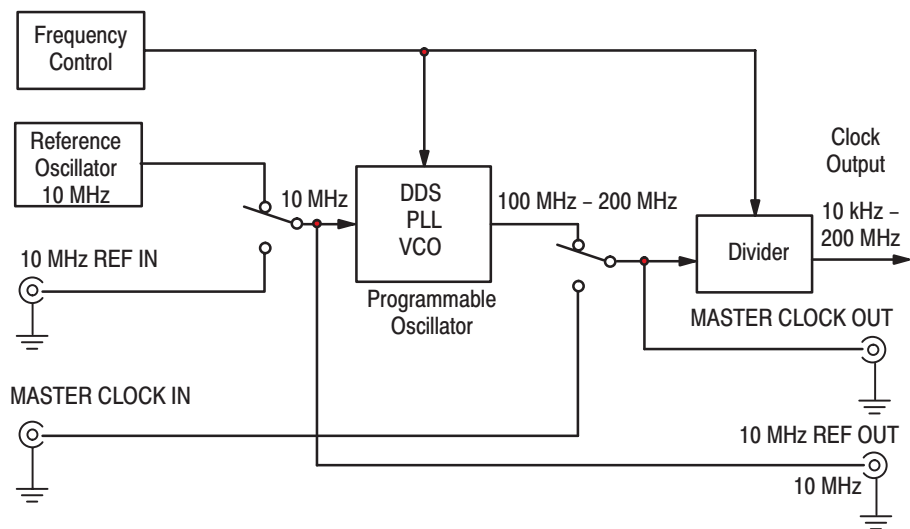 Frequency
Control
Reference
Oscillator
10 MHz
10 MHz
DDS
PLL
VCO
Programmable
Oscillator
100 MHz – 200 MHz
Divider
Clock
Output
10 kHz –
200 MHz
10 MHz REF IN
MASTER CLOCK OUT
MASTER CLOCK IN
10 MHz REF OUT
10 MHz